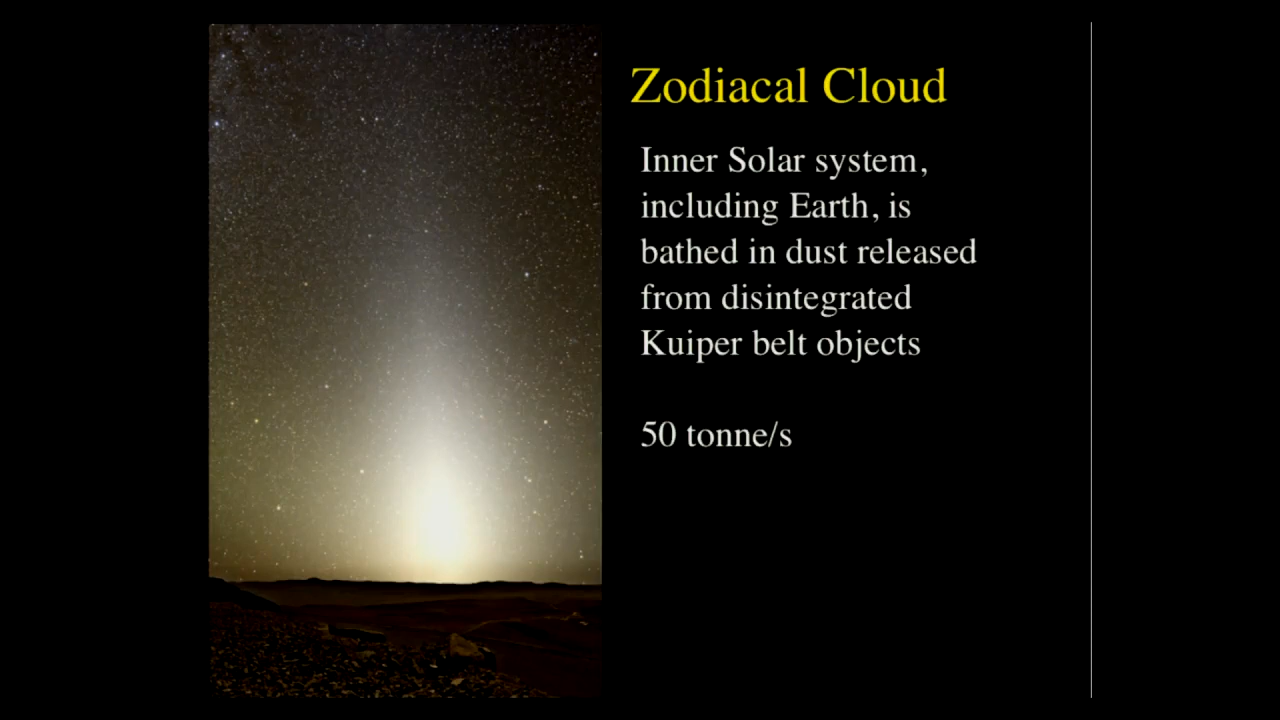 Zodiacal Cloud
Inner Solar system,
including Earth, is
bathed in dust released
from disintegrated
Kuiper belt objects
50 tonne/s